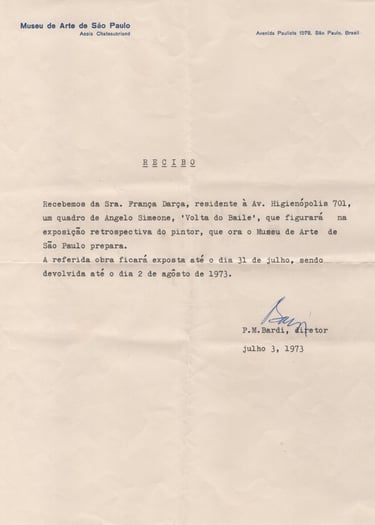 Museu de Arte de São Paulo
Assis Chateaubriand
Avenida Paulista 1578, São Paulo, Brasil
RECIBO
Recebemos da Sra. França Darça, residente à Av. Higienópolis 701,
um quadro de Angelo Simeone, 'Volta do Baile', que figurará na
exposição retrospectiva do pintor, que ora o Museu de Arte de
São Paulo prepara.
A referida obra ficará exposta até o dia 31 de julho, sendo
devolvida até o dia 2 de agôsto de 1973.
Bardi
P.M.Bardi, diretor
julho 3, 1973